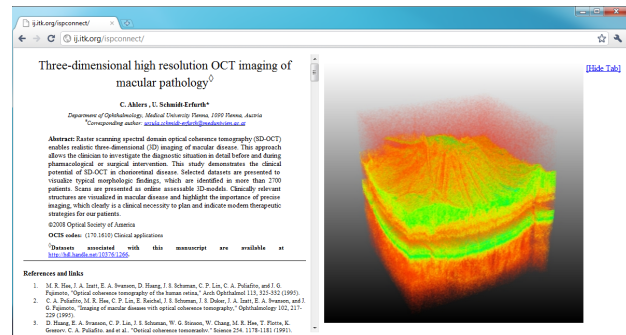 ij.itk.org/ispconnect/
ij.itk.org/ispconnect/
[Hide Tab]
Three-dimensional high resolution OCT imaging of
macular pathology◊
C. Ahlers , U. Schmidt-Erfurth*
Department of Ophthalmology, Medical University Vienna, 1090 Vienna, Austria
*Corresponding author: ursula.schmidt-erfurth@meduniwien.ac.at
Abstract: Raster scanning spectral domain optical coherence tomography (SD-OCT)
enables realistic three-dimensional (3D) imaging of macular disease. This approach
allows the clinician to investigate the diagnostic situation in detail before and during
pharmacological or surgical intervention. This study demonstrates the clinical
potential of SD-OCT in chorioretinal disease. Selected datasets are presented to
visualize typical morphologic findings, which are identified in more than 2700
patients. Scans are presented as online assessable 3D-models. Clinically relevant
structures are visualized in macular disease and highlight the importance of precise
imaging, which clearly is a clinical necessity to plan and indicate modern therapeutic
strategies for our patients.
©2008 Optical Society of America
OCIS codes: (170.1610) Clinical applications
◊Datasets associated with this manuscript are available at
http://hdl.handle.net/10376/1266.
References and links
1. M. R. Hee, J. A. Izatt, E. A. Swanson, D. Huang, J. S. Schuman, C. P. Lin, C. A. Puliafito, and J. G.
Fujimoto, "Optical coherence tomography of the human retina," Arch Ophthalmol 113, 325-332 (1995).
2. C. A. Puliafito, M. R. Hee, C. P. Lin, E. Reichel, J. S. Schuman, J. S. Duker, J. A. Izatt, E. A. Swanson, and J.
G. Fujimoto, "Imaging of macular diseases with optical coherence tomography," Ophthalmology 102, 217-
229 (1995).
3. D. Huang, E. A. Swanson, C. P. Lin, J. S. Schuman, W. G. Stinson, W. Chang, M. R. Hee, T. Flotte, K.
Gregory, C. A. Puliafito, and et al., "Optical coherence tomography," Science 254, 1178-1181 (1991).